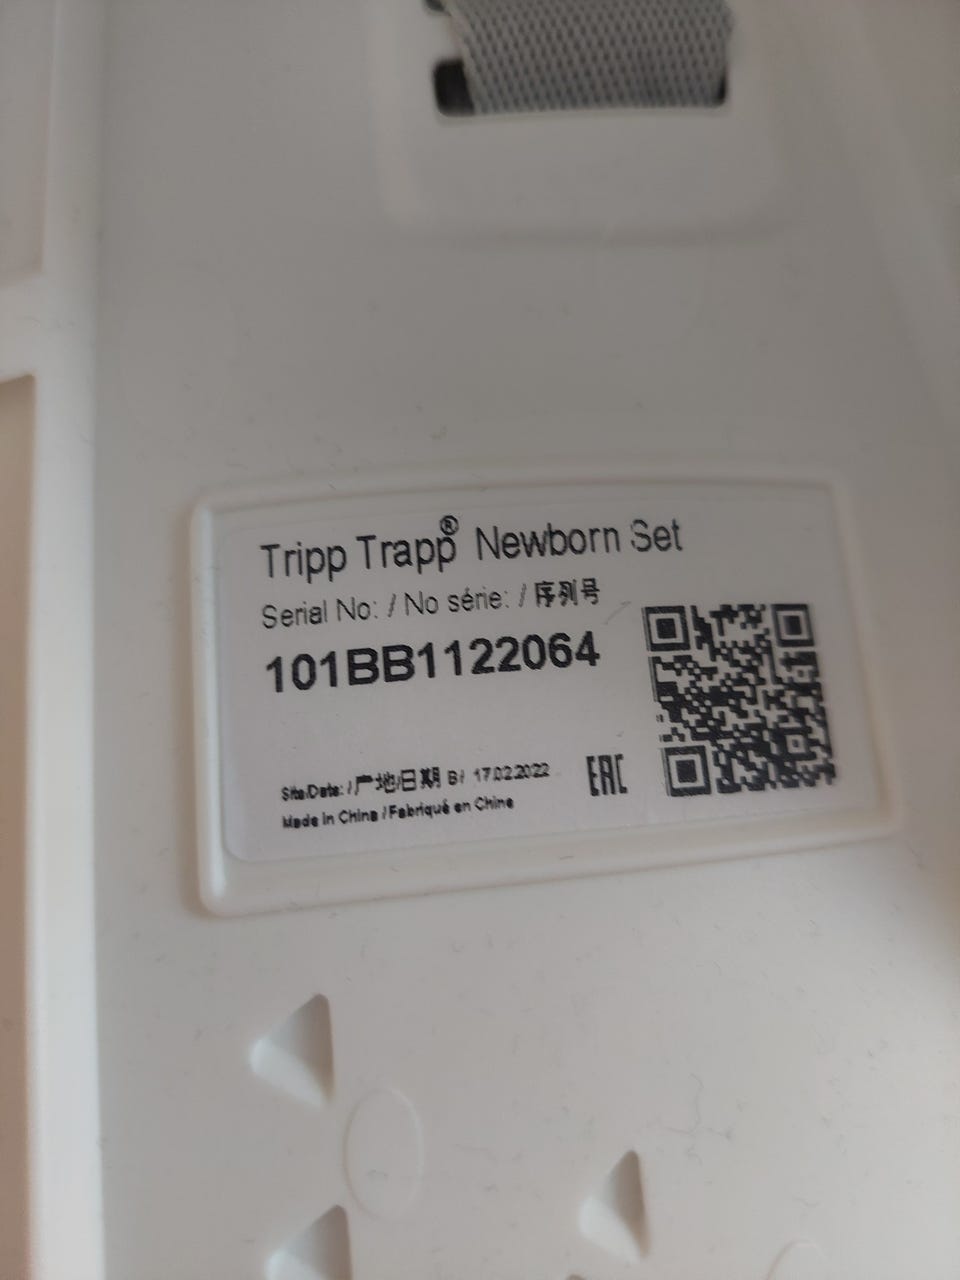 Tripp Trapp® Newborn Set
Serial No: / No série: / 序列号
101BB1122064
Site/Date: / 产地/日期 B/ 17.02.2022
EAC
Made in China / Fabriqué en Chine